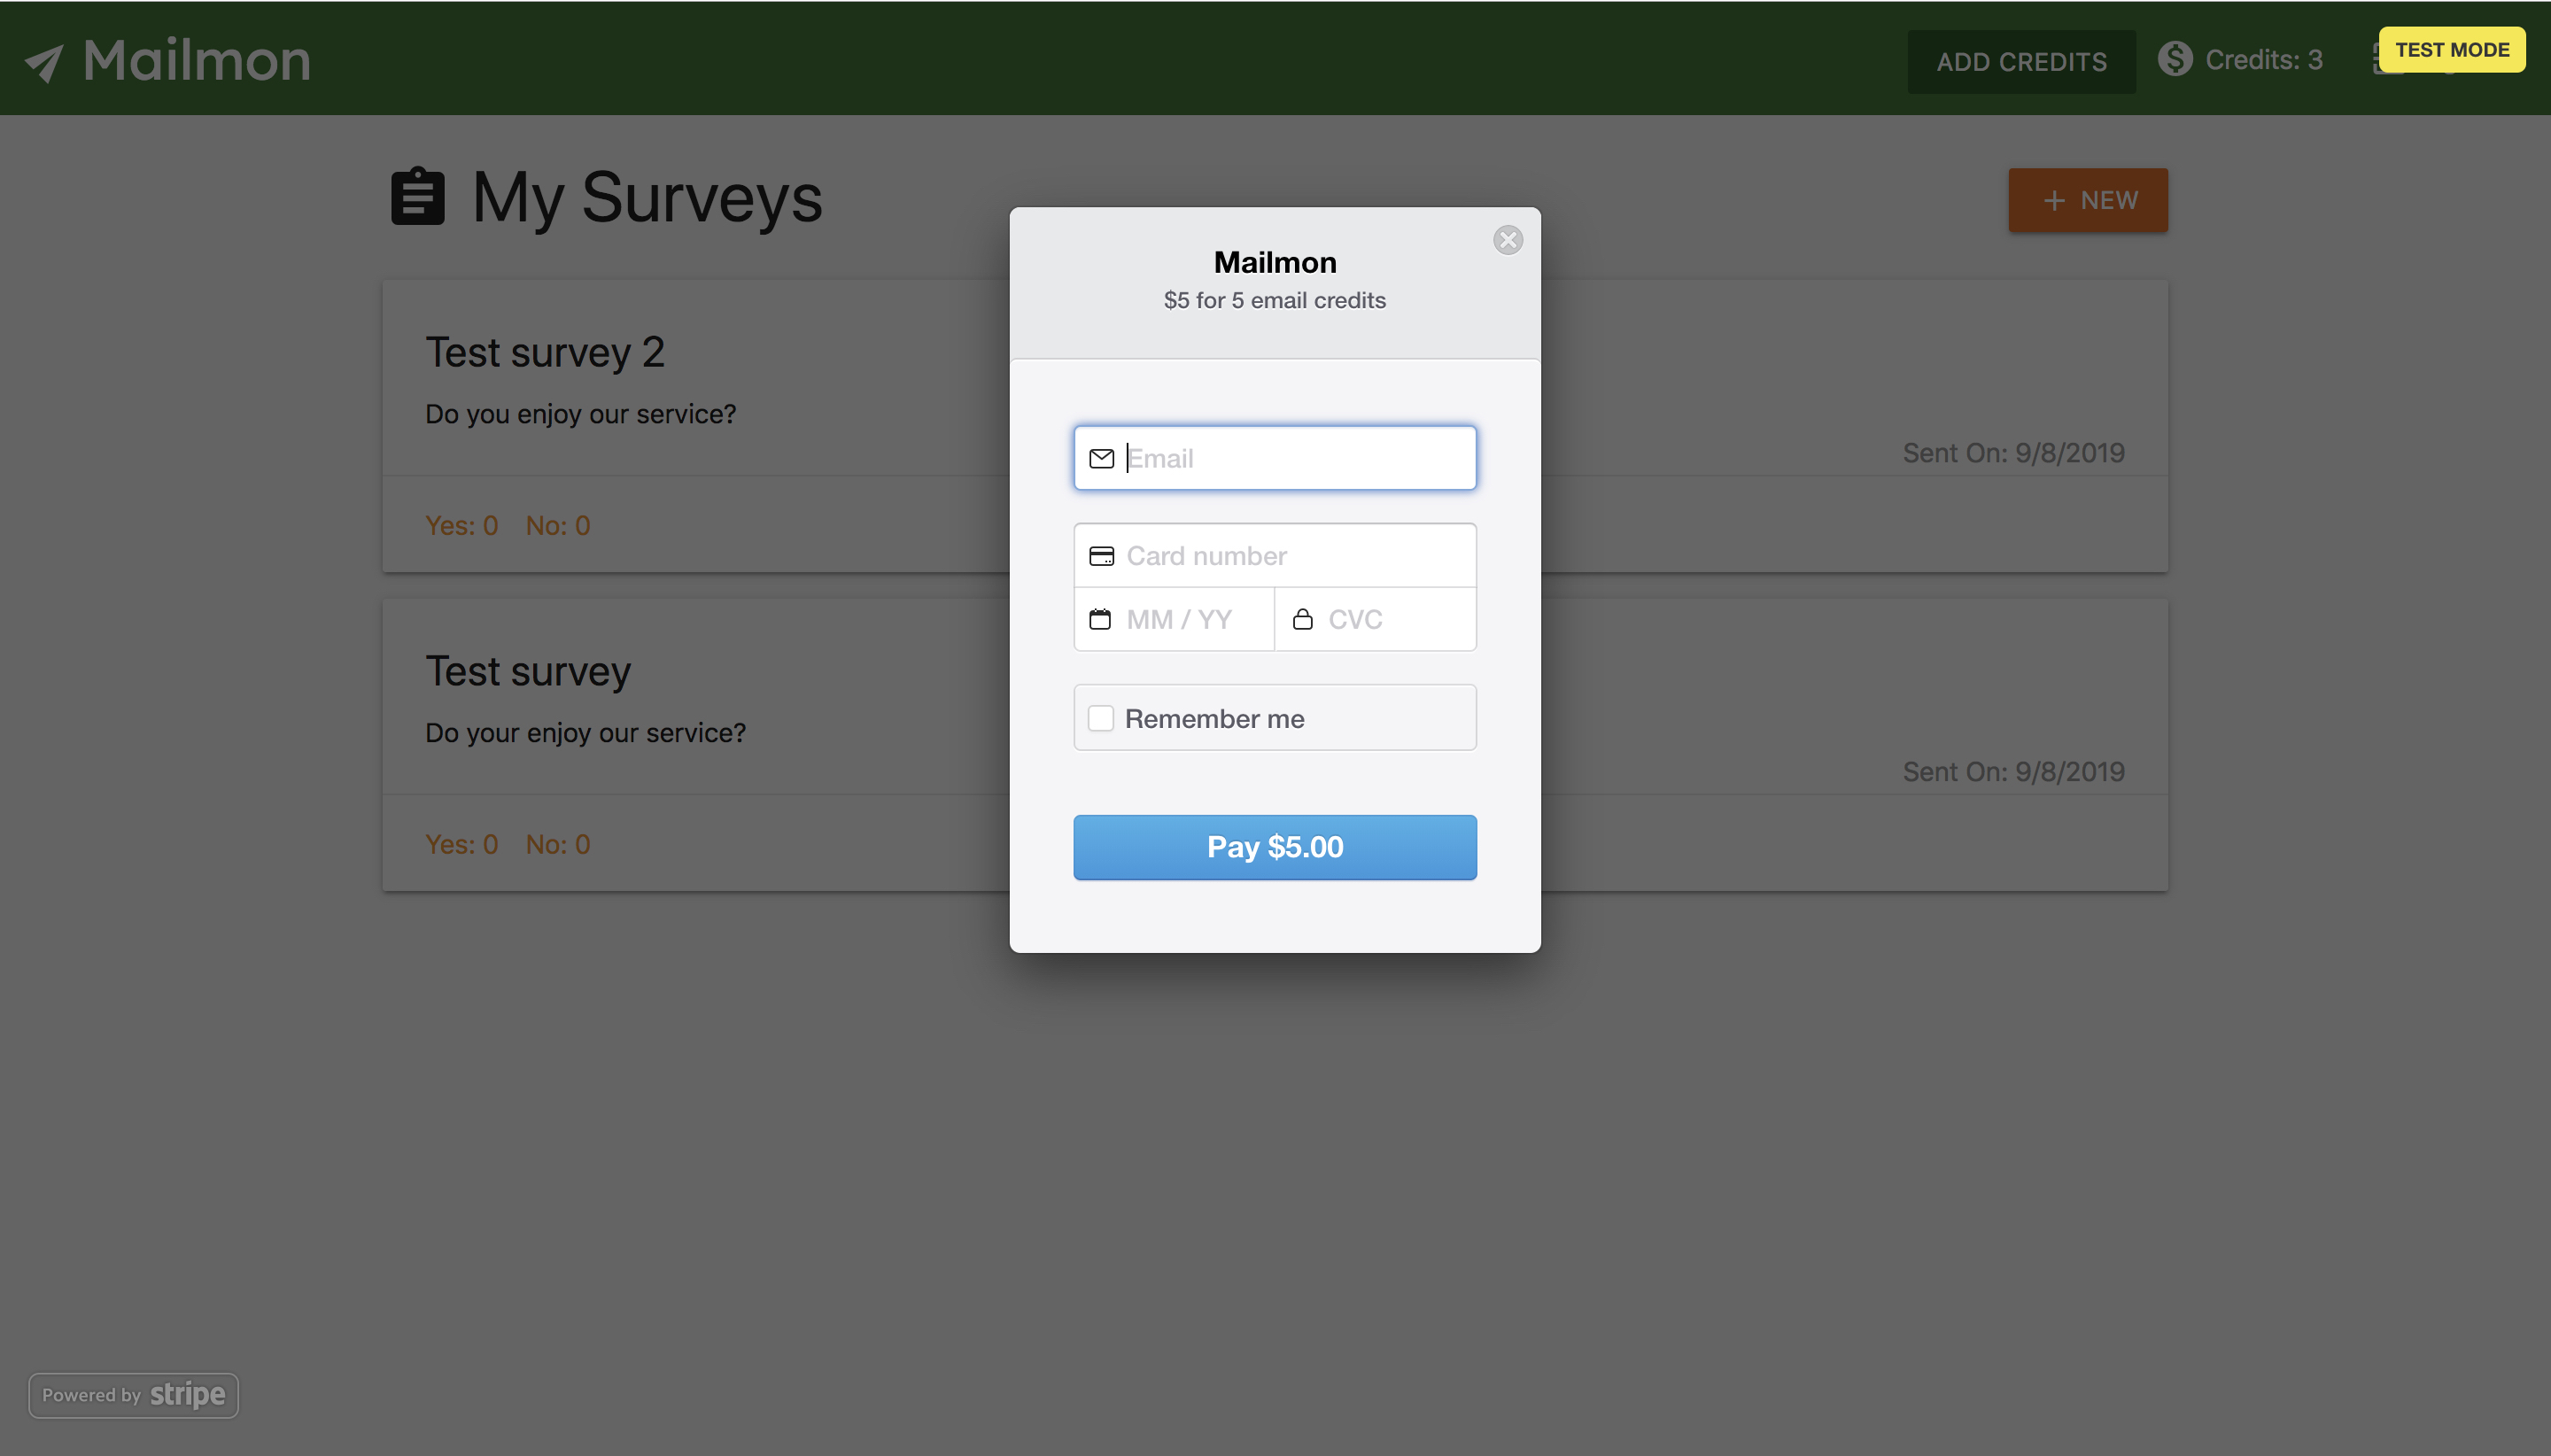 Mailmon
ADD CREDITS
Credits: 3
TEST MODE
My Surveys
+ NEW
Mailmon
$5 for 5 email credits
Email
Card number
MM / YY
CVC
Remember me
Pay $5.00
Test survey 2
Do you enjoy our service?
Sent On: 9/8/2019
Yes: 0 No: 0
Test survey
Do your enjoy our service?
Sent On: 9/8/2019
Yes: 0 No: 0
Powered by stripe